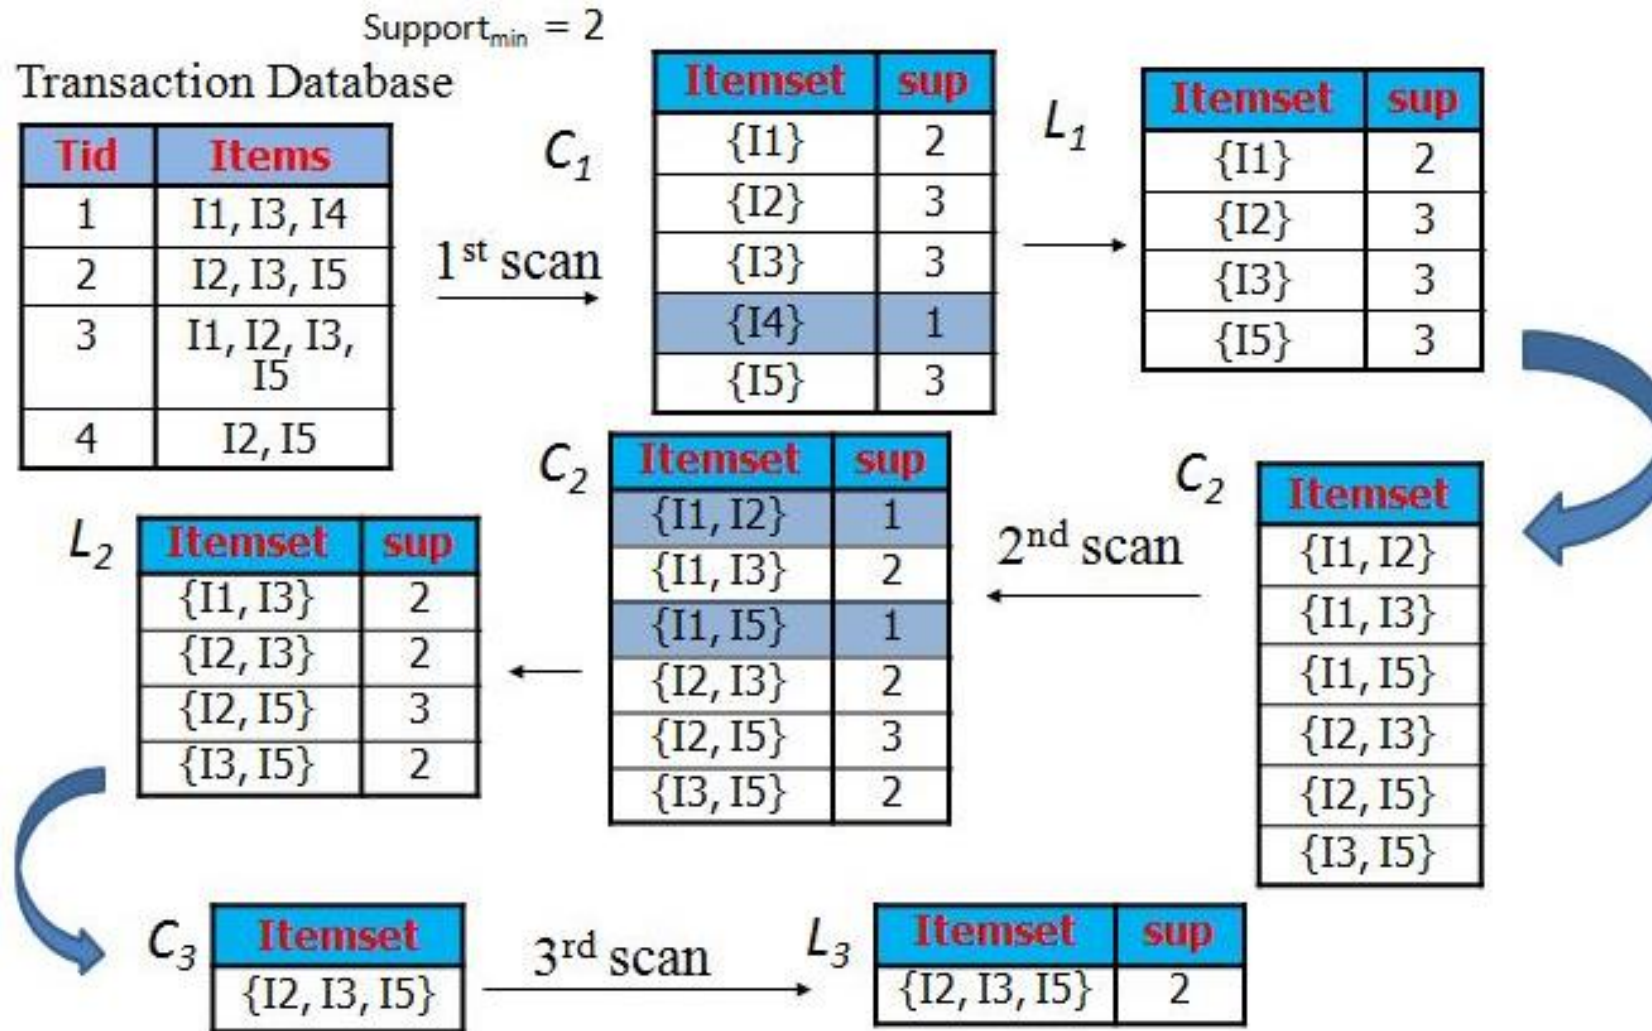 Support_min = 2
Transaction Database
Tid Items
1 I1, I3, I4
2 I2, I3, I5
3 I1, I2, I3,
I5
4 I2, I5
1st scan
C1
Itemset sup
{I1} 2
{I2} 3
{I3} 3
{I4} 1
{I5} 3
L1
Itemset sup
{I1} 2
{I2} 3
{I3} 3
{I5} 3
C2
Itemset
{I1, I2}
{I1, I3}
{I1, I5}
{I2, I3}
{I2, I5}
{I3, I5}
2nd scan
C2
Itemset sup
{I1, I2} 1
{I1, I3} 2
{I1, I5} 1
{I2, I3} 2
{I2, I5} 3
{I3, I5} 2
L2
Itemset sup
{I1, I3} 2
{I2, I3} 2
{I2, I5} 3
{I3, I5} 2
C3
Itemset
{I2, I3, I5}
3rd scan
L3
Itemset sup
{I2, I3, I5} 2